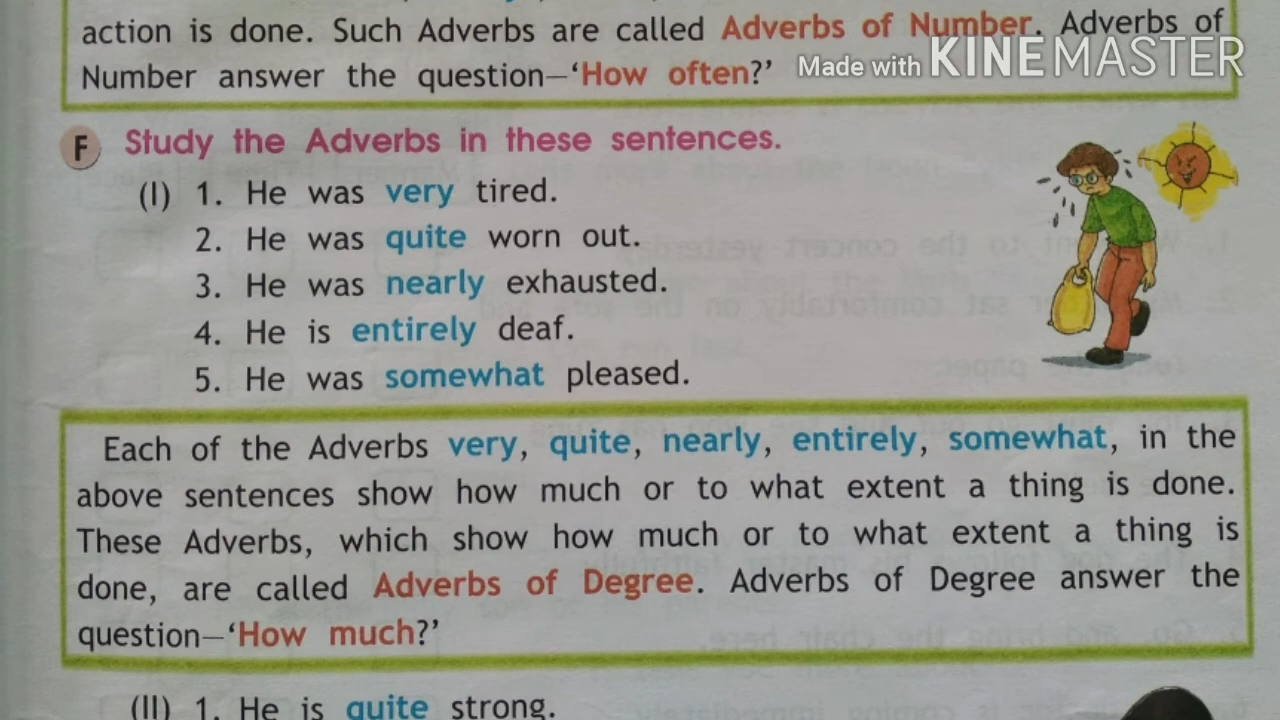 action is done. Such Adverbs are called Adverbs of Number. Adverbs of
Number answer the question—‘How often?’
Made with KINEMASTER
F Study the Adverbs in these sentences.
(I) 1. He was very tired.
2. He was quite worn out.
3. He was nearly exhausted.
4. He is entirely deaf.
5. He was somewhat pleased.
Each of the Adverbs very, quite, nearly, entirely, somewhat, in the
above sentences show how much or to what extent a thing is done.
These Adverbs, which show how much or to what extent a thing is
done, are called Adverbs of Degree. Adverbs of Degree answer the
question—‘How much?’
(II) 1. He is quite strong.